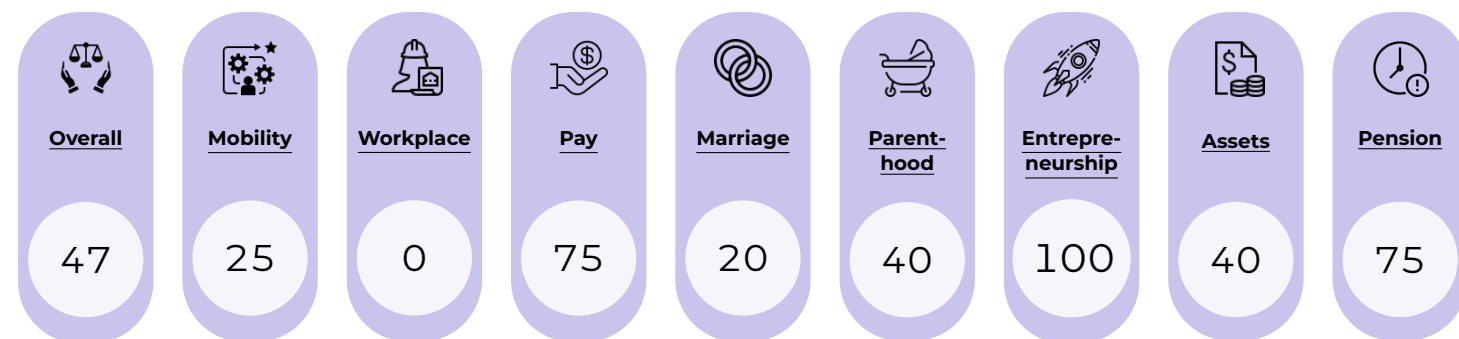 Overall
47
Mobility
25
Workplace
0
Pay
$
75
Marriage
20
Parent-
hood
40
Entrepre-
neurship
100
Assets
$
40
Pension
!
75